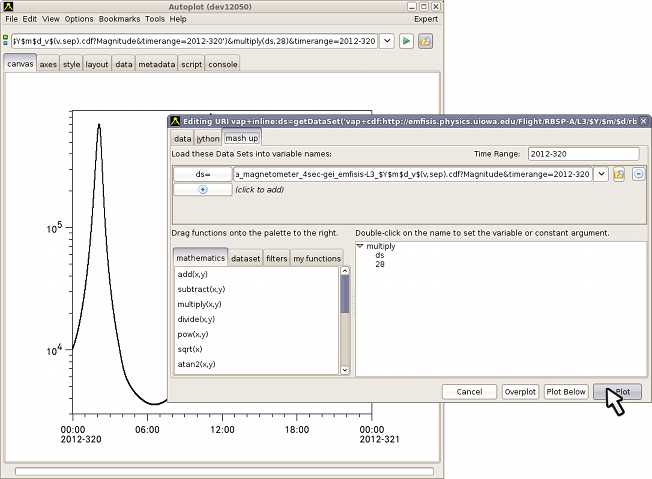 Autoplot (dev12050)
File Edit View Options Bookmarks Tools Help Expert
$Y$m$d_v$(v,sep).cdf?Magnitude&timerange=2012-320')&multiply(ds,28)&timerange=2012-320
canvas axes style layout data metadata script console
10^5
10^4
00:00 06:00 12:00 18:00 00:00
2012-320 2012-321
Editing URI vap+inline:ds=getDataSet('vap+cdf:http://emfisis.physics.uiowa.edu/Flight/RBSP-A/L3/$Y/$m/$d/rb
data jython mash up
Load these Data Sets into variable names: Time Range: 2012-320
ds= a_magnetometer_4sec-gei_emfisis-L3_$Y$m$d_v$(v,sep).cdf?Magnitude&timerange=2012-320
(click to add)
Drag functions onto the palette to the right. Double-click on the name to set the variable or constant argument.
mathematics dataset filters my functions
add(x,y)
subtract(x,y)
multiply(x,y)
divide(x,y)
pow(x,y)
sqrt(x)
atan2(x,y)
multiply
ds
28
Cancel Overplot Plot Below Plot